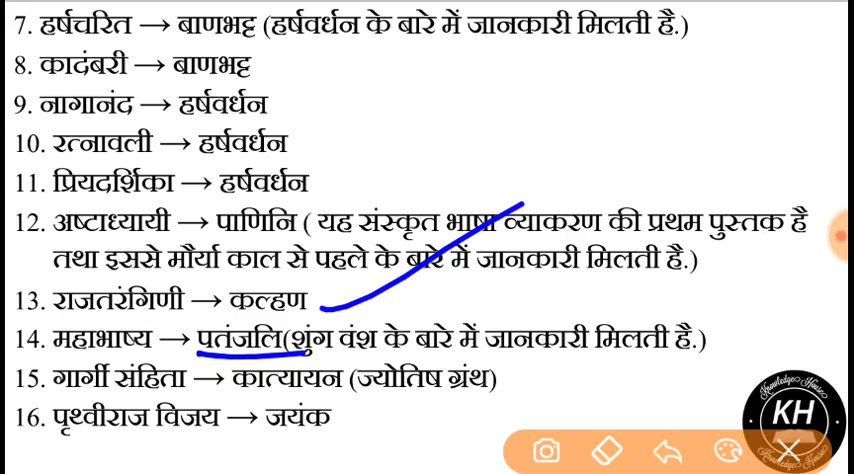 7. हर्षचरित → बाणभट्ट (हर्षवर्धन के बारे में जानकारी मिलती है.)
8. कादंबरी → बाणभट्ट
9. नागानंद → हर्षवर्धन
10. रत्नावली → हर्षवर्धन
11. प्रियदर्शिका → हर्षवर्धन
12. अष्टाध्यायी → पाणिनि ( यह संस्कृत भाषा व्याकरण की प्रथम पुस्तक है
तथा इससे मौर्या काल से पहले के बारे में जानकारी मिलती है.)
13. राजतरंगिणी → कल्हण
14. महाभाष्य → पतंजलि(शुंग वंश के बारे में जानकारी मिलती है.)
15. गार्गी संहिता → कात्यायन (ज्योतिष ग्रंथ)
16. पृथ्वीराज विजय → जयंक
Knowledge House
KH